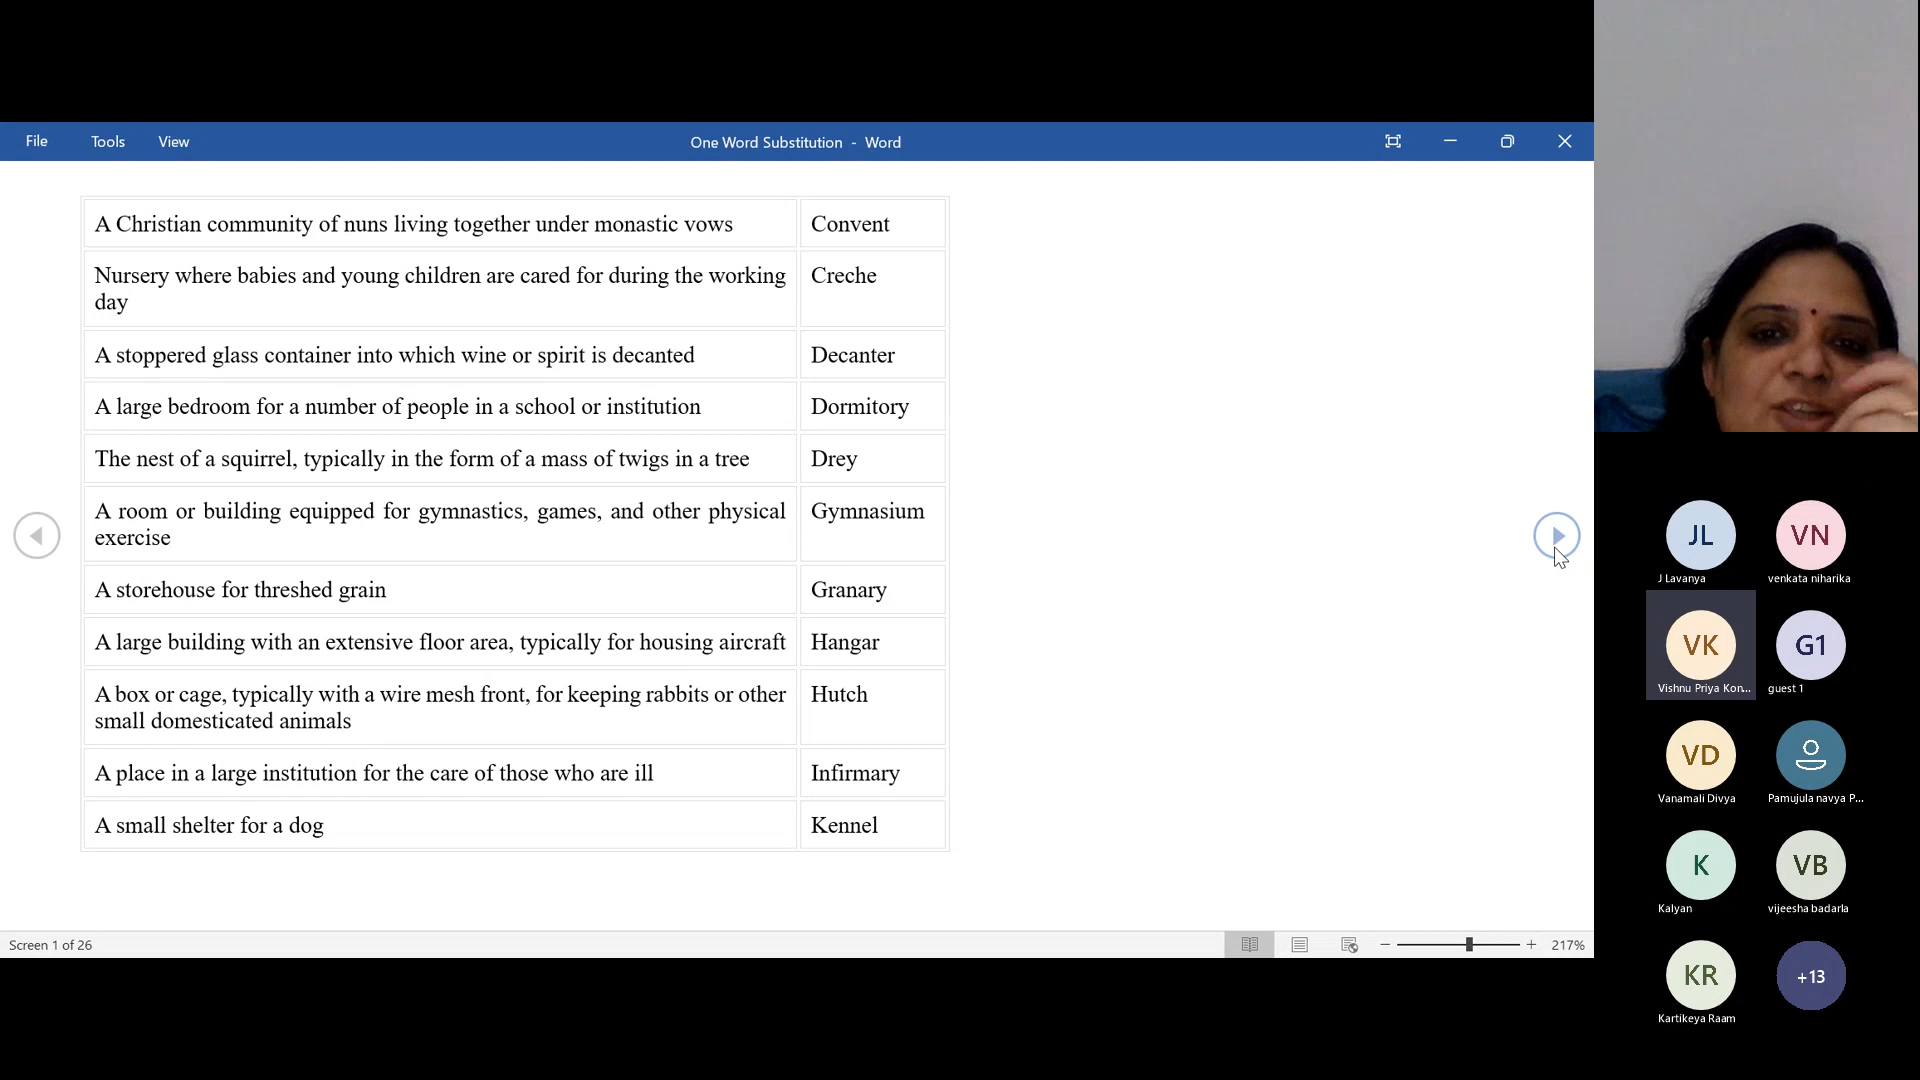 File Tools View One Word Substitution - Word
A Christian community of nuns living together under monastic vows Convent
Nursery where babies and young children are cared for during the working Creche
day
A stoppered glass container into which wine or spirit is decanted Decanter
A large bedroom for a number of people in a school or institution Dormitory
The nest of a squirrel, typically in the form of a mass of twigs in a tree Drey
A room or building equipped for gymnastics, games, and other physical Gymnasium
exercise
A storehouse for threshed grain Granary
A large building with an extensive floor area, typically for housing aircraft Hangar
A box or cage, typically with a wire mesh front, for keeping rabbits or other Hutch
small domesticated animals
A place in a large institution for the care of those who are ill Infirmary
A small shelter for a dog Kennel
Screen 1 of 26 217%
JL VN
J Lavanya venkata niharika
VK G1
Vishnu Priya Kon... guest 1
VD
Vanamali Divya Pamujula navya P...
K VB
Kalyan vijeesha badarla
KR +13
Kartikeya Raam